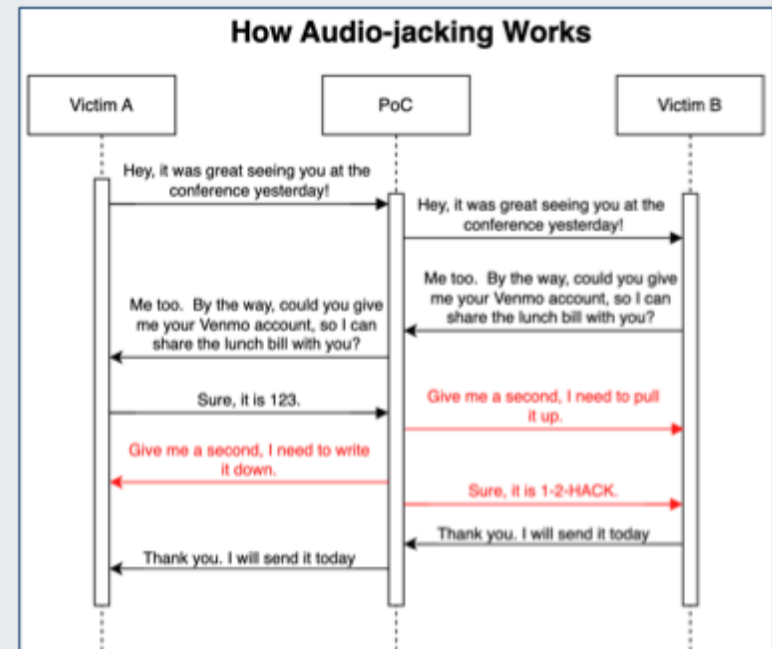 How Audio-jacking Works
Victim A
PoC
Victim B
Hey, it was great seeing you at the
conference yesterday!
Hey, it was great seeing you at the
conference yesterday!
Me too. By the way, could you give
me your Venmo account, so I can
share the lunch bill with you?
Me too. By the way, could you give
me your Venmo account, so I can
share the lunch bill with you?
Sure, it is 123.
Give me a second, I need to pull
it up.
Give me a second, I need to write
it down.
Sure, it is 1-2-HACK.
Thank you. I will send it today
Thank you. I will send it today